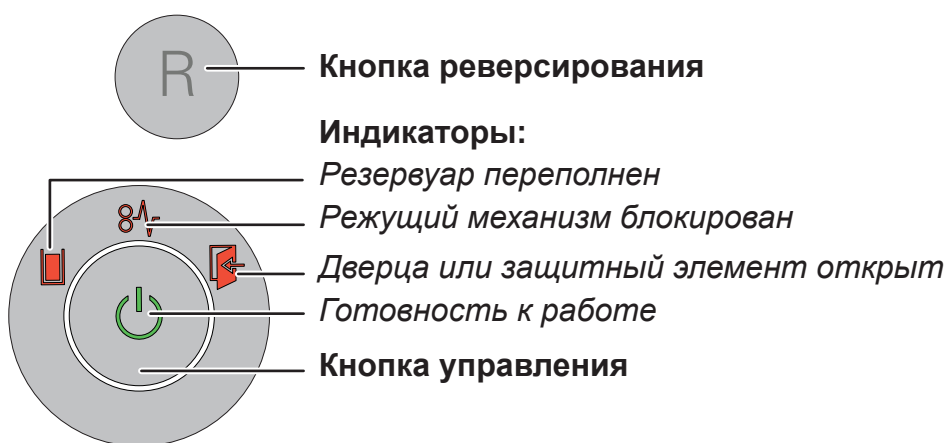 R
Кнопка реверсирования
Индикаторы:
Резервуар переполнен
Режущий механизм блокирован
Дверца или защитный элемент открыт
Готовность к работе
Кнопка управления